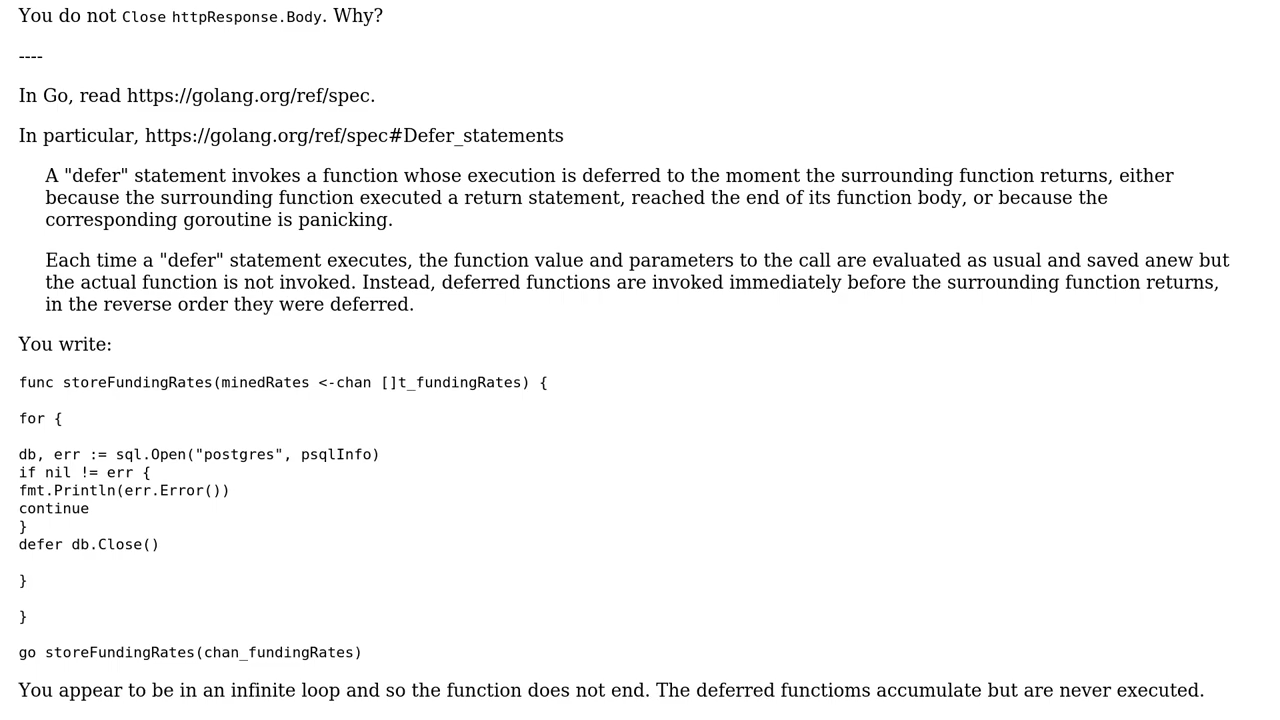 You do not Close httpResponse.Body. Why?
----
In Go, read https://golang.org/ref/spec.
In particular, https://golang.org/ref/spec#Defer_statements
A "defer" statement invokes a function whose execution is deferred to the moment the surrounding function returns, either
because the surrounding function executed a return statement, reached the end of its function body, or because the
corresponding goroutine is panicking.
Each time a "defer" statement executes, the function value and parameters to the call are evaluated as usual and saved anew but
the actual function is not invoked. Instead, deferred functions are invoked immediately before the surrounding function returns,
in the reverse order they were deferred.
You write:
func storeFundingRates(minedRates <-chan []t_fundingRates) {
for {
db, err := sql.Open("postgres", psqlInfo)
if nil != err {
fmt.Println(err.Error())
continue
}
defer db.Close()
}
}
go storeFundingRates(chan_fundingRates)
You appear to be in an infinite loop and so the function does not end. The deferred functioms accumulate but are never executed.